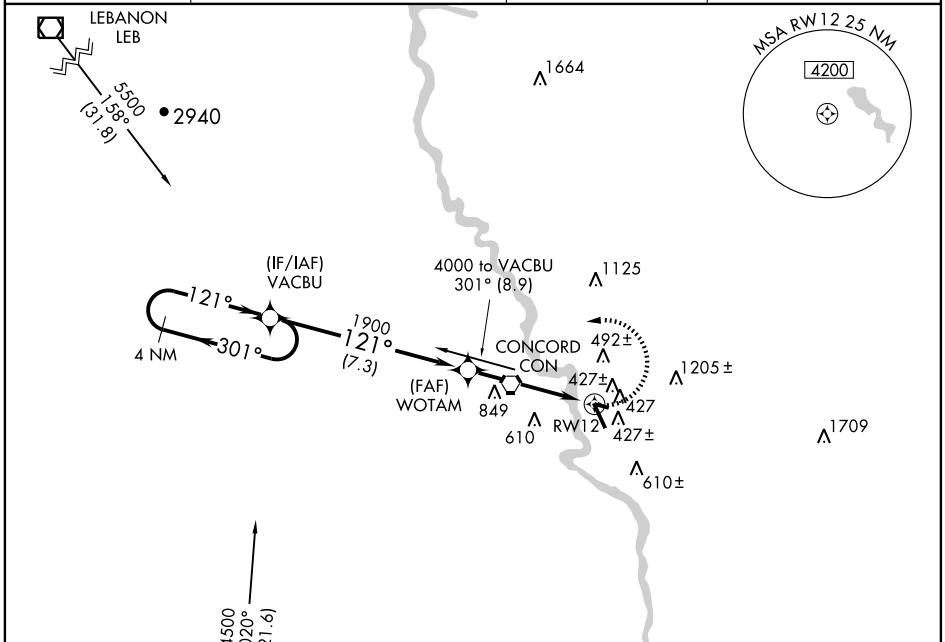 LEBANON
LEB
5500
158°
(31.8)
2940
1664
MSA RW12 25 NM
4200
(IF/IAF)
VACBU
4000 to VACBU
301° (8.9)
1125
121°
301°
4 NM
1900
121°
(7.3)
CONCORD
CON
492±
427±
1205±
(FAF)
WOTAM
849
427
610
RW12
427±
1709
610±
4500
020°
21.6)